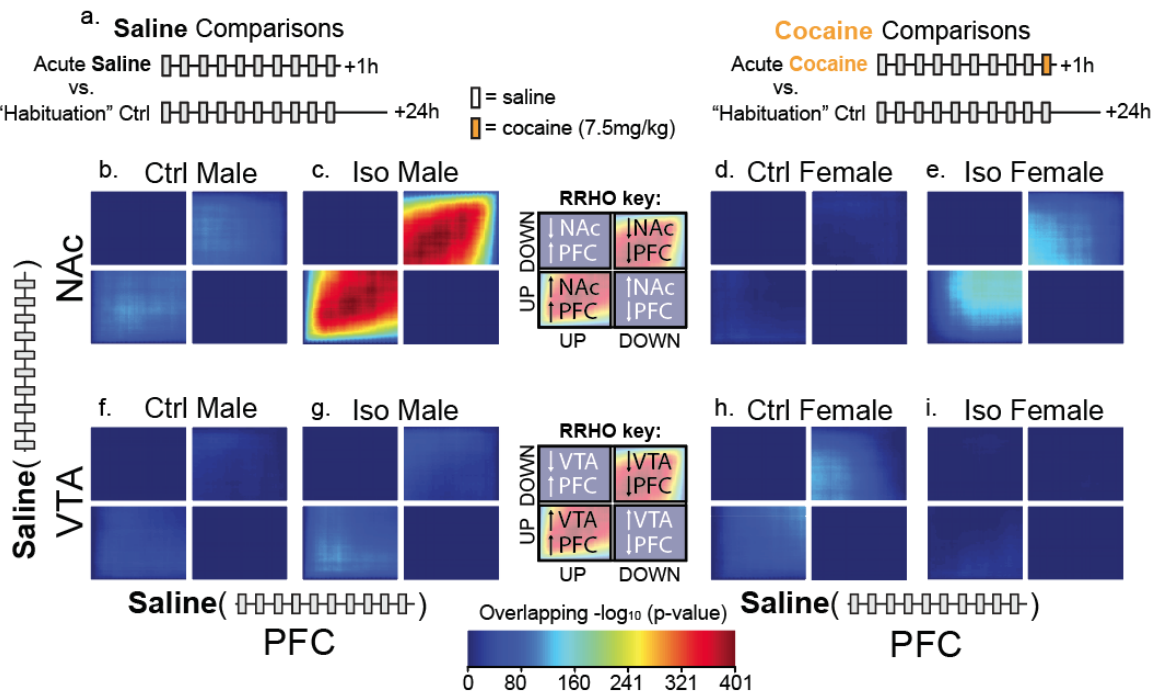 a.
Saline Comparisons
Acute Saline +1h
vs.
"Habituation" Ctrl +24h
= saline
= cocaine (7.5mg/kg)
Cocaine Comparisons
Acute Cocaine +1h
vs.
"Habituation" Ctrl +24h
b. Ctrl Male
c. Iso Male
RRHO key:
d. Ctrl Female
e. Iso Female
NAc
DOWN
UP
↓NAc
↑PFC
↓NAc
↓PFC
↑NAc
↑PFC
↑NAc
↓PFC
UP DOWN
f. Ctrl Male
g. Iso Male
RRHO key:
h. Ctrl Female
i. Iso Female
VTA
DOWN
UP
↓VTA
↑PFC
↓VTA
↓PFC
↑VTA
↑PFC
↑VTA
↓PFC
UP DOWN
Saline( )
Saline( )
PFC
Saline( )
PFC
Overlapping -log₁₀ (p-value)
0 80 160 241 321 401